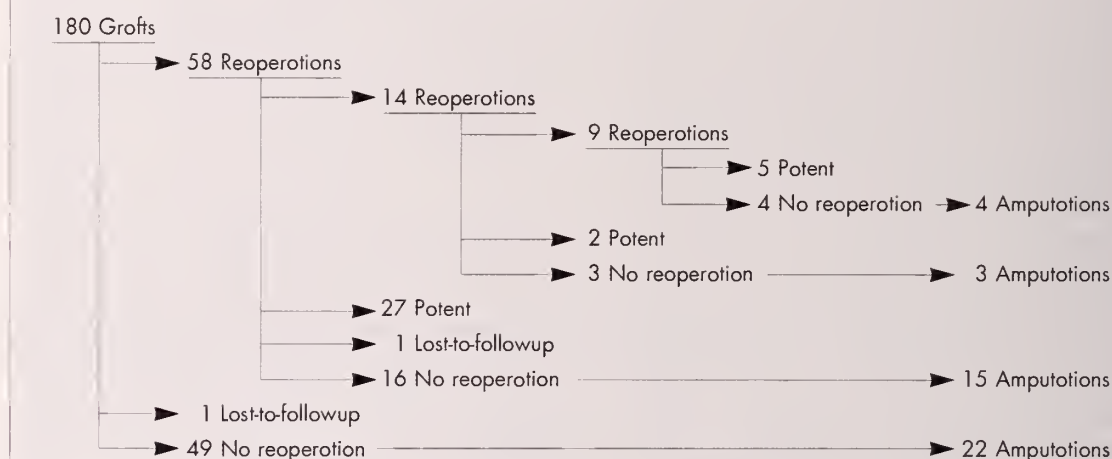 180 Grofts
58 Reoperotions
14 Reoperotions
9 Reoperotions
5 Potent
4 No reoperotion 4 Amputotions
2 Potent
3 No reoperotion 3 Amputotions
27 Potent
1 Lost-to-followup
16 No reoperotion 15 Amputotions
1 Lost-to-followup
49 No reoperotion 22 Amputotions